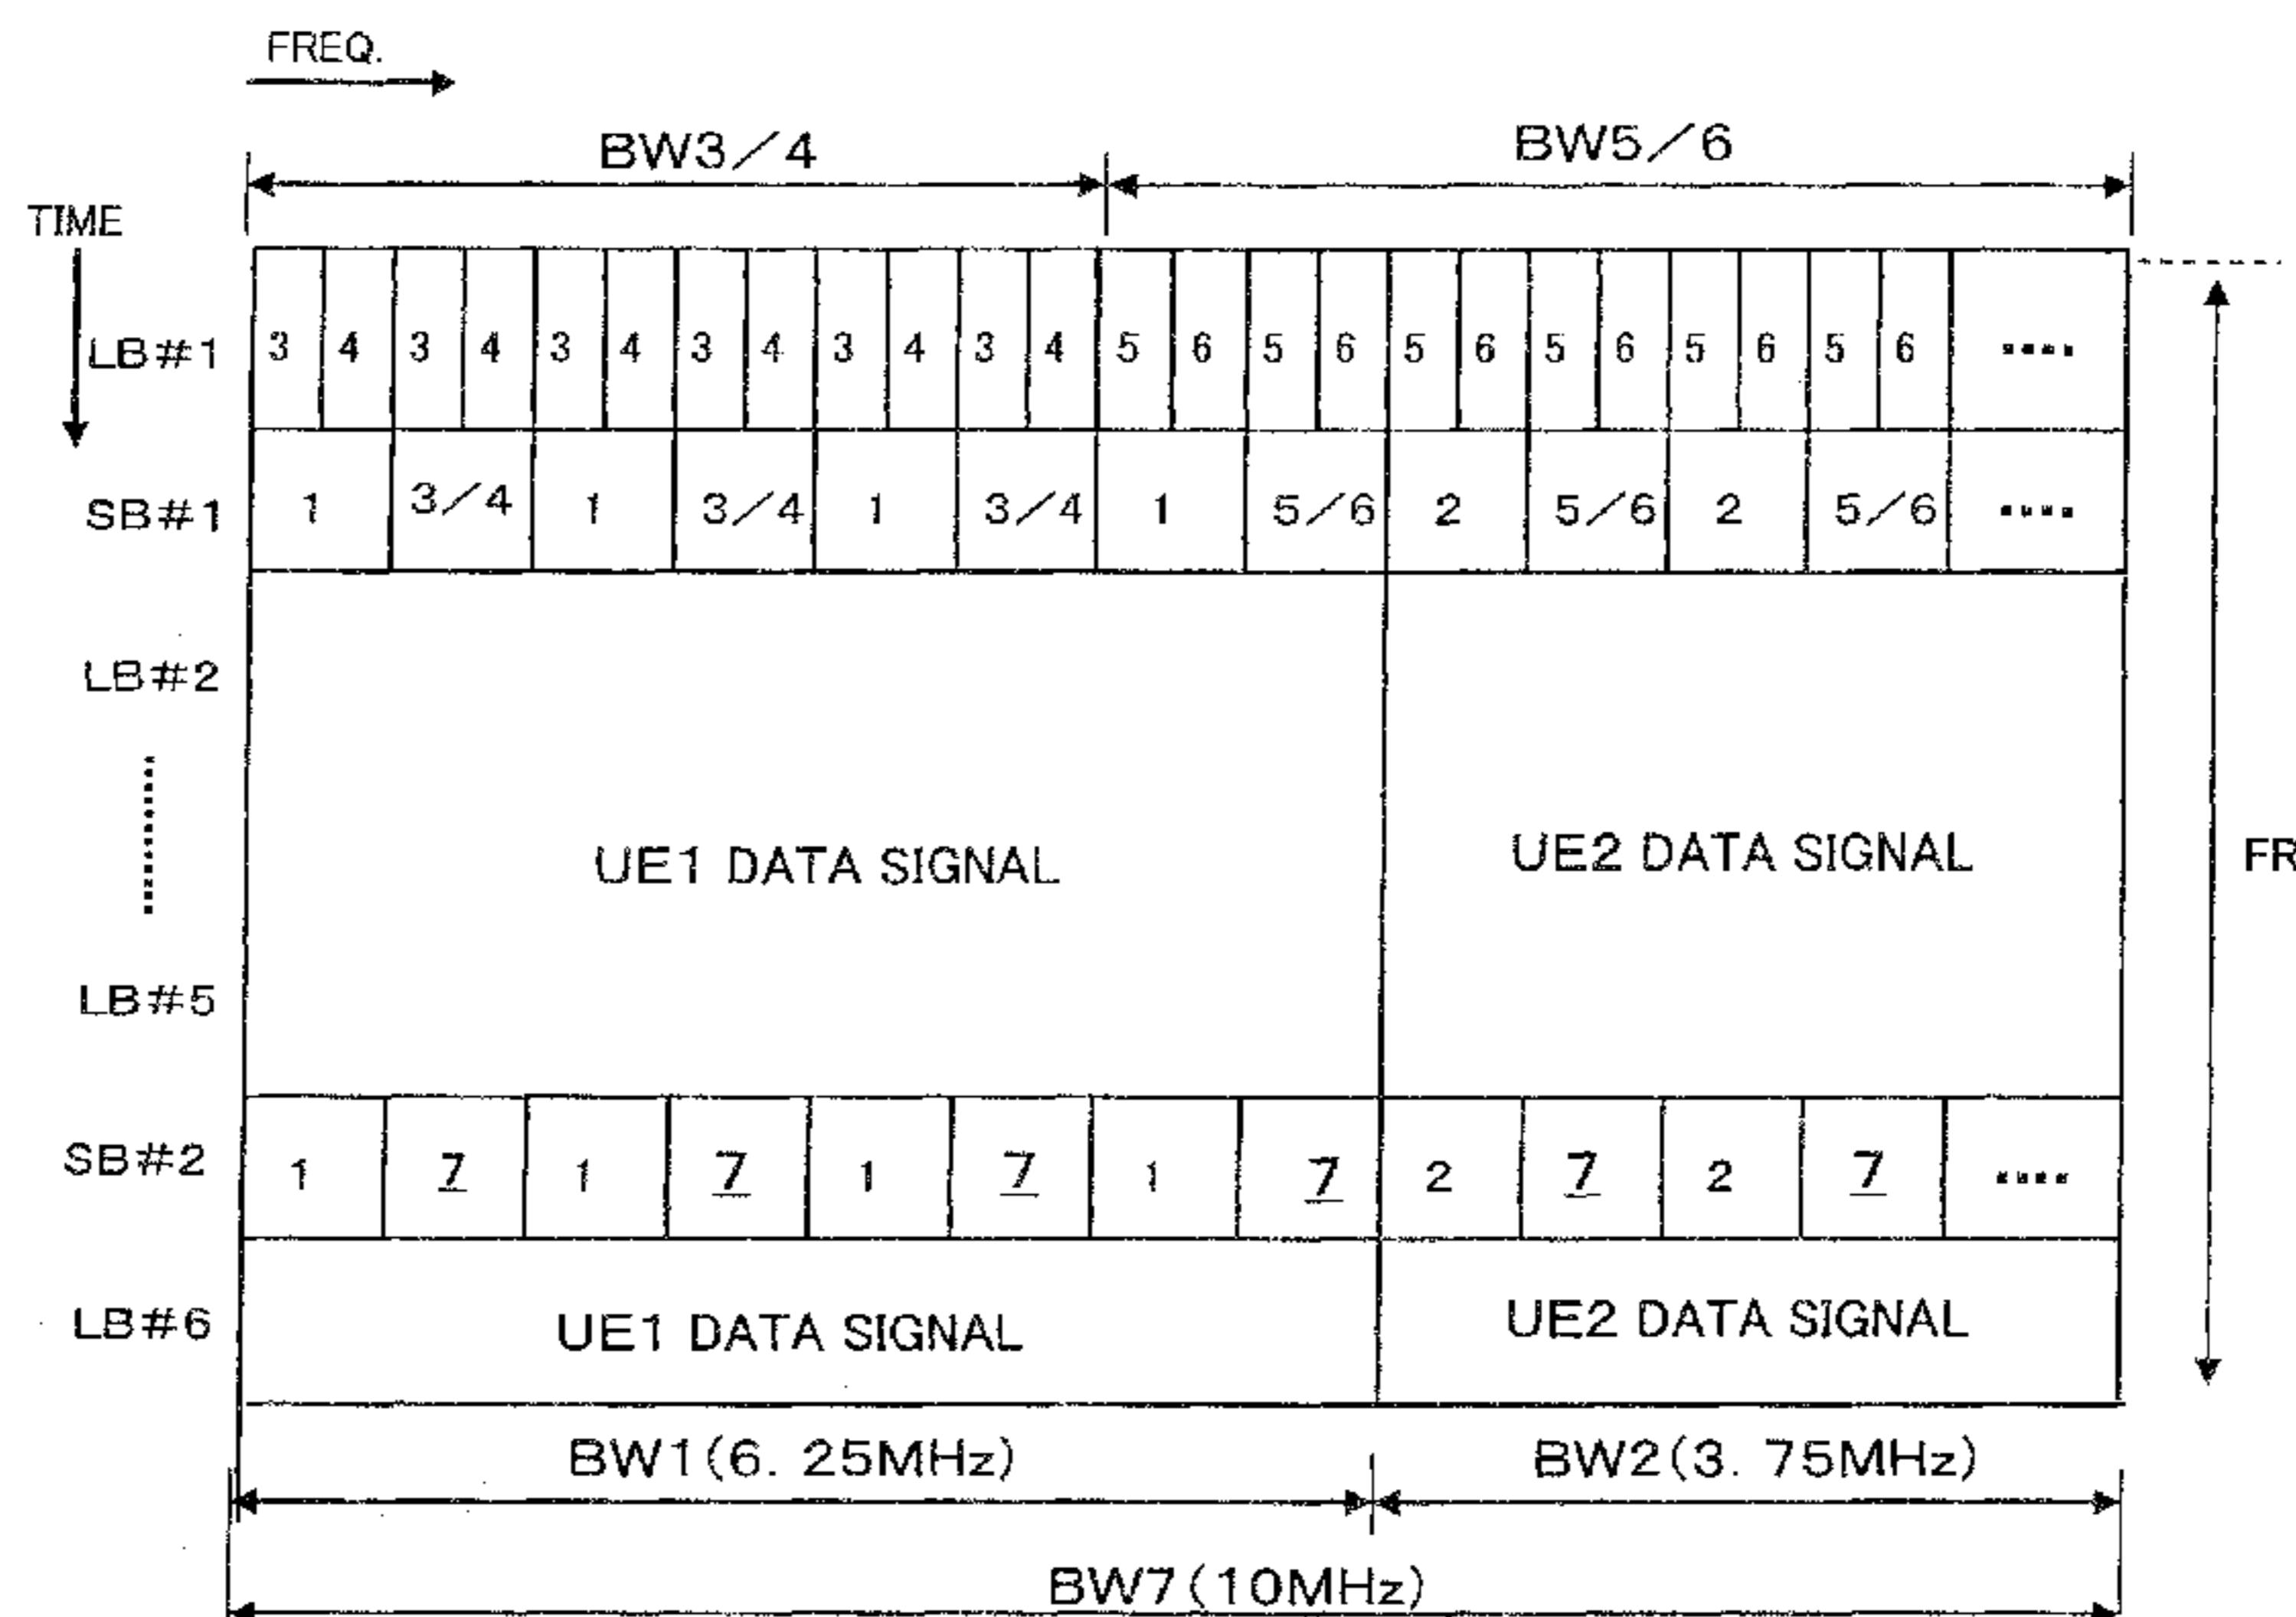 FREQ.
BW3/4 BW5/6
TIME
LB#1 3 4 3 4 3 4 3 4 3 4 3 4 5 6 5 6 5 6 5 6 5 6 5 6 ....
SB#1 1 3/4 1 3/4 1 3/4 1 5/6 2 5/6 2 5/6 ....
LB#2
UE1 DATA SIGNAL UE2 DATA SIGNAL FR
LB#5
SB#2 1 7 1 7 1 7 1 7 2 7 2 7 ....
LB#6 UE1 DATA SIGNAL UE2 DATA SIGNAL
BW1(6. 25MHz) BW2(3. 75MHz)
BW7(10MHz)